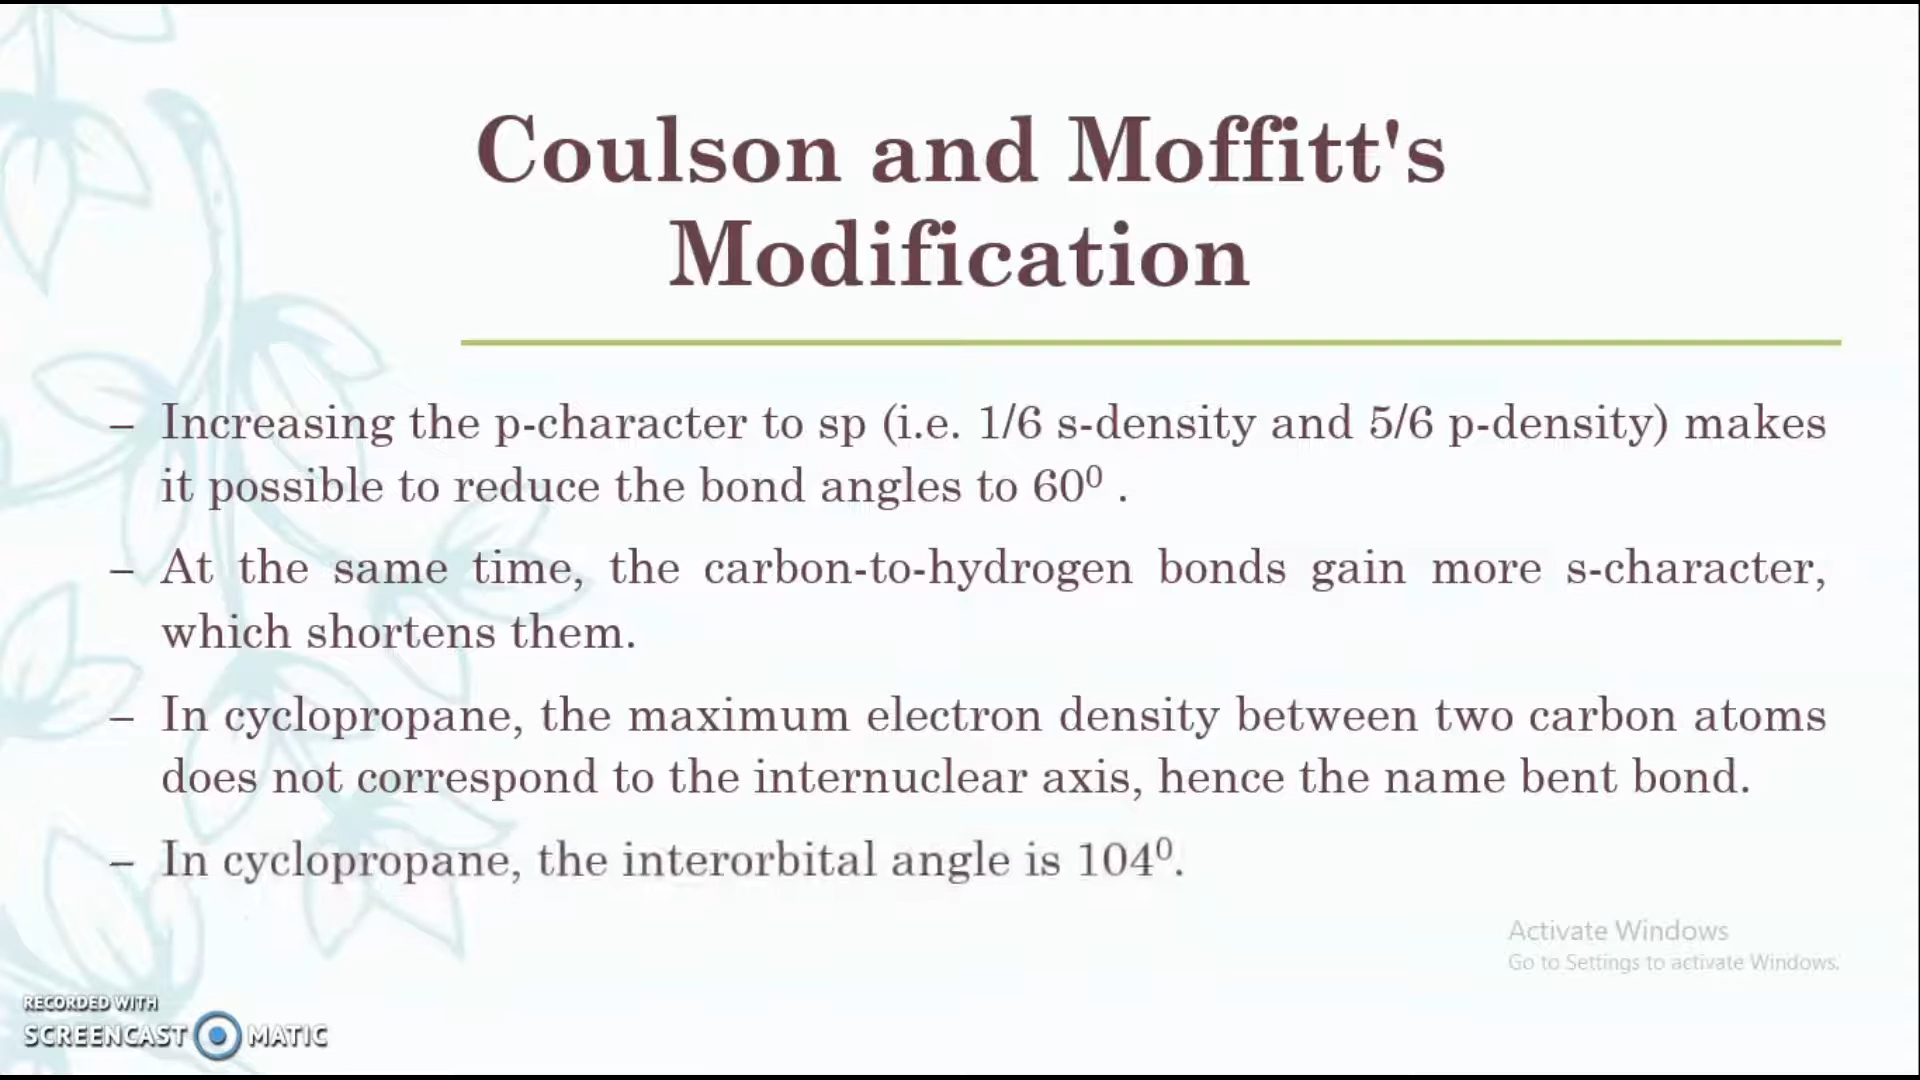 Coulson and Moffitt's
Modification
– Increasing the p-character to sp (i.e. 1/6 s-density and 5/6 p-density) makes
it possible to reduce the bond angles to 60⁰ .
– At the same time, the carbon-to-hydrogen bonds gain more s-character,
which shortens them.
– In cyclopropane, the maximum electron density between two carbon atoms
does not correspond to the internuclear axis, hence the name bent bond.
– In cyclopropane, the interorbital angle is 104⁰.
Activate Windows
Go to Settings to activate Windows.
RECORDED WITH
SCREENCAST MATIC